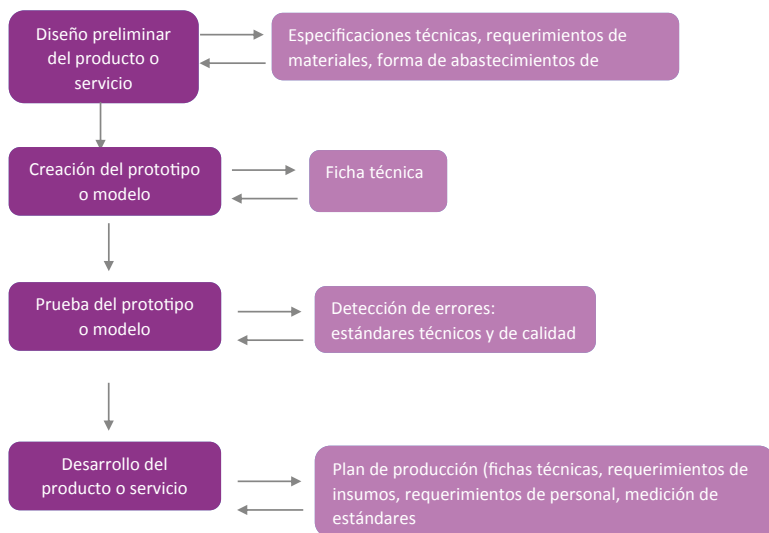 Diseño preliminar
del producto o
servicio
Especificaciones técnicas, requerimientos de
materiales, forma de abastecimientos de
Creación del prototipo
o modelo
Ficha técnica
Prueba del prototipo
o modelo
Detección de errores:
estándares técnicos y de calidad
Desarrollo del
producto o servicio
Plan de producción (fichas técnicas, requerimientos de
insumos, requerimientos de personal, medición de
estándares